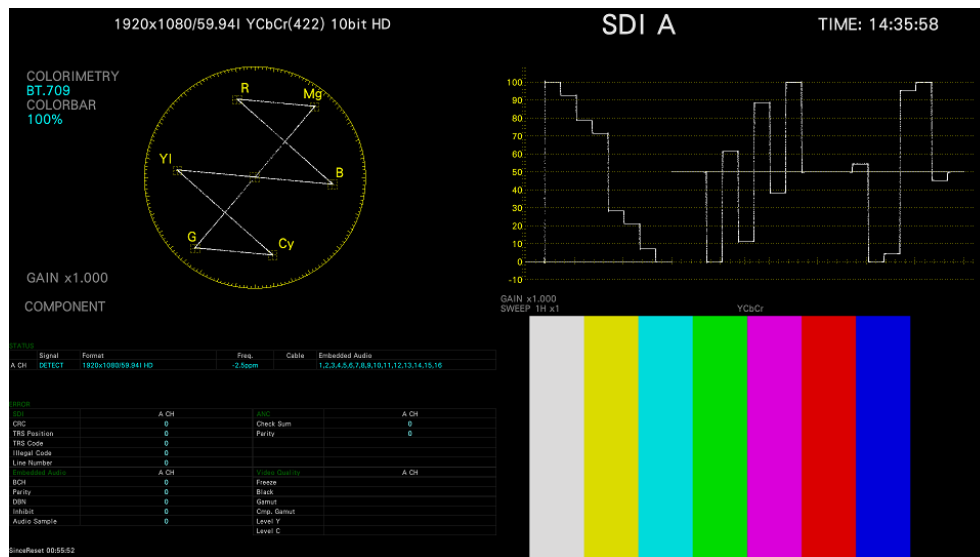 1920x1080/59.94I YCbCr(422) 10bit HD
SDI A
TIME: 14:35:58
COLORIMETRY
BT.709
COLORBAR
100%
R
Mg
YI
B
G
Cy
GAIN x1.000
COMPONENT
100
90
80
70
60
50
40
30
20
10
0
-10
GAIN x1.000
SWEEP 1H x1
YCbCr
STATUS
Signal Format Freq. Cable Embedded Audio
A CH DETECT 1920x1080/59.94I HD -2.5ppm 1,2,3,4,5,6,7,8,9,10,11,12,13,14,15,16
ERROR
SDI A CH ANC A CH
CRC 0 Check Sum 0
TRS Position 0 Parity 0
TRS Code 0
Illegal Code 0
Line Number 0
Embedded Audio A CH Video Quality A CH
BCH 0 Freeze
Parity 0 Black
DBN 0 Gamut
Inhibit 0 Cmp. Gamut
Audio Sample 0 Level Y
Level C
SinceReset 00:55:52